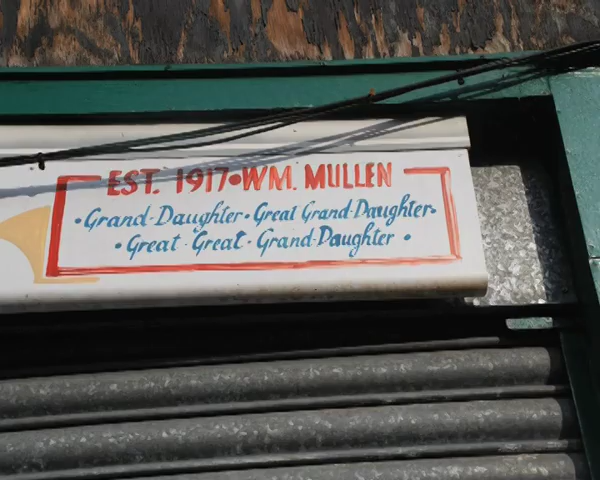 EST. 1917•WM. MULLEN
•Grand-Daughter•Great Grand-Daughter•
•Great-Great-Grand-Daughter•